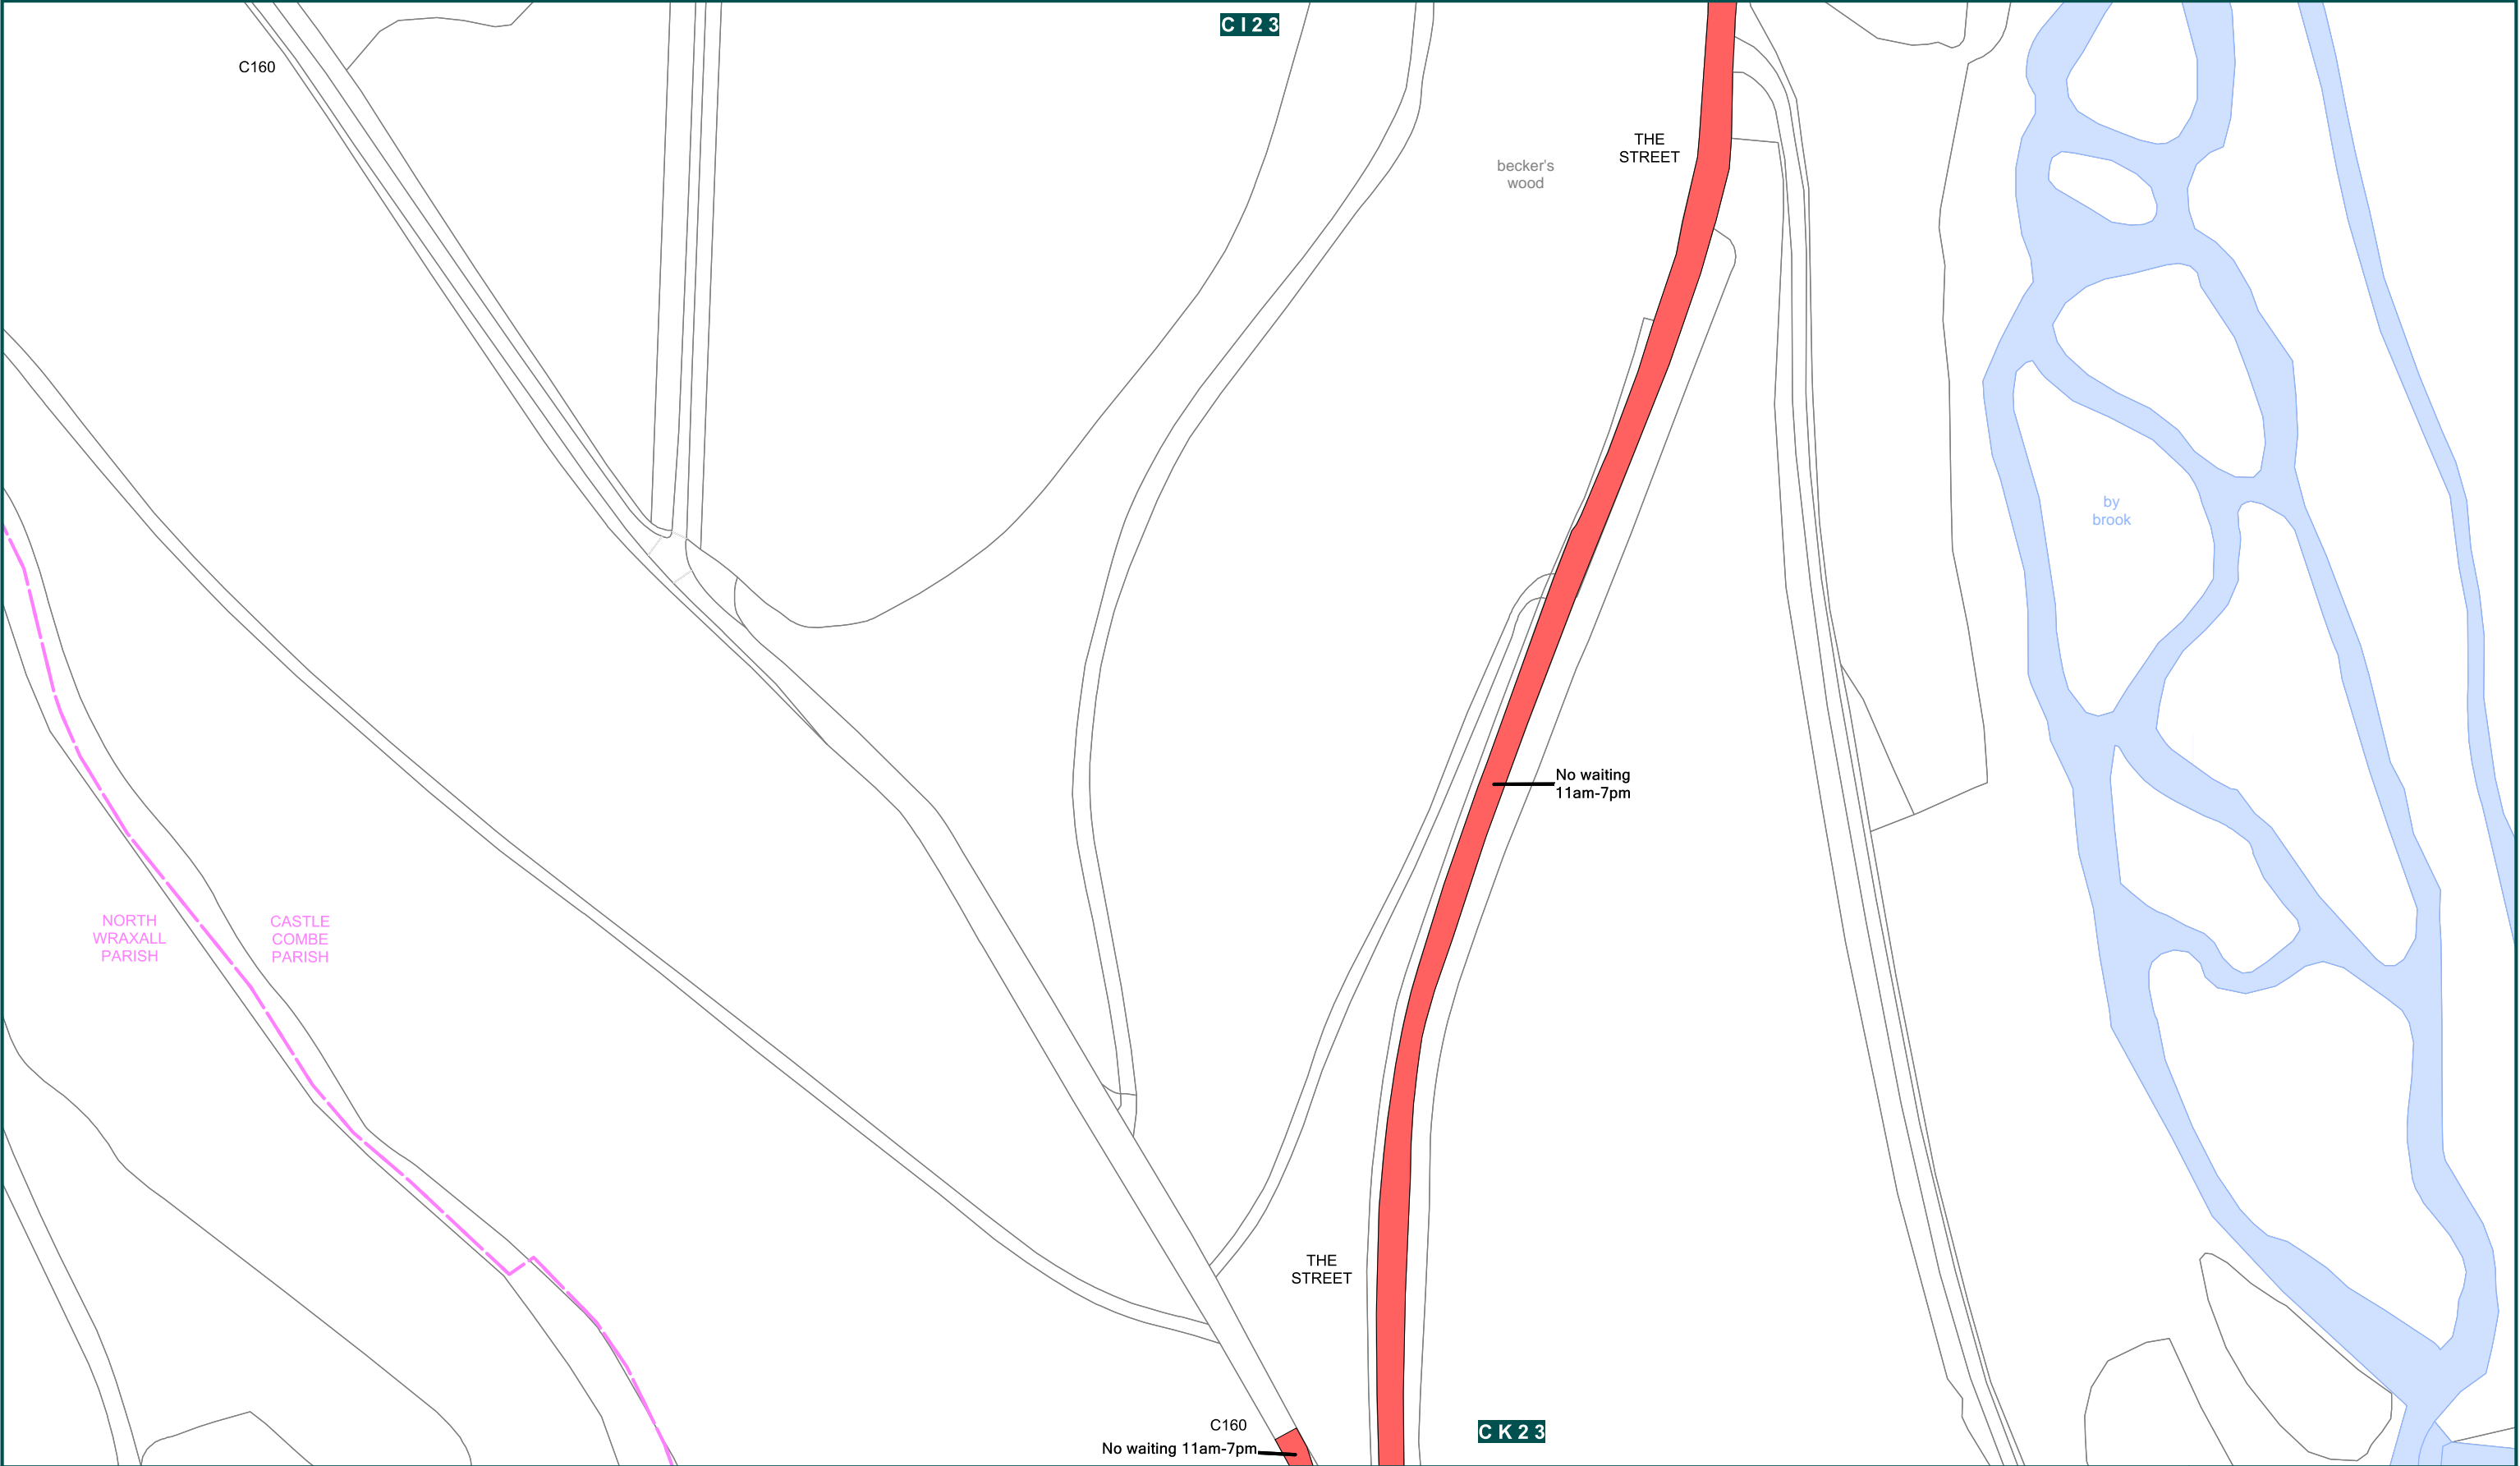 C I 2 3
C160
THE
STREET
becker's
wood
by
brook
No waiting
11am-7pm
NORTH
WRAXALL
PARISH
CASTLE
COMBE
PARISH
THE
STREET
C160
No waiting 11am-7pm
C K 2 3